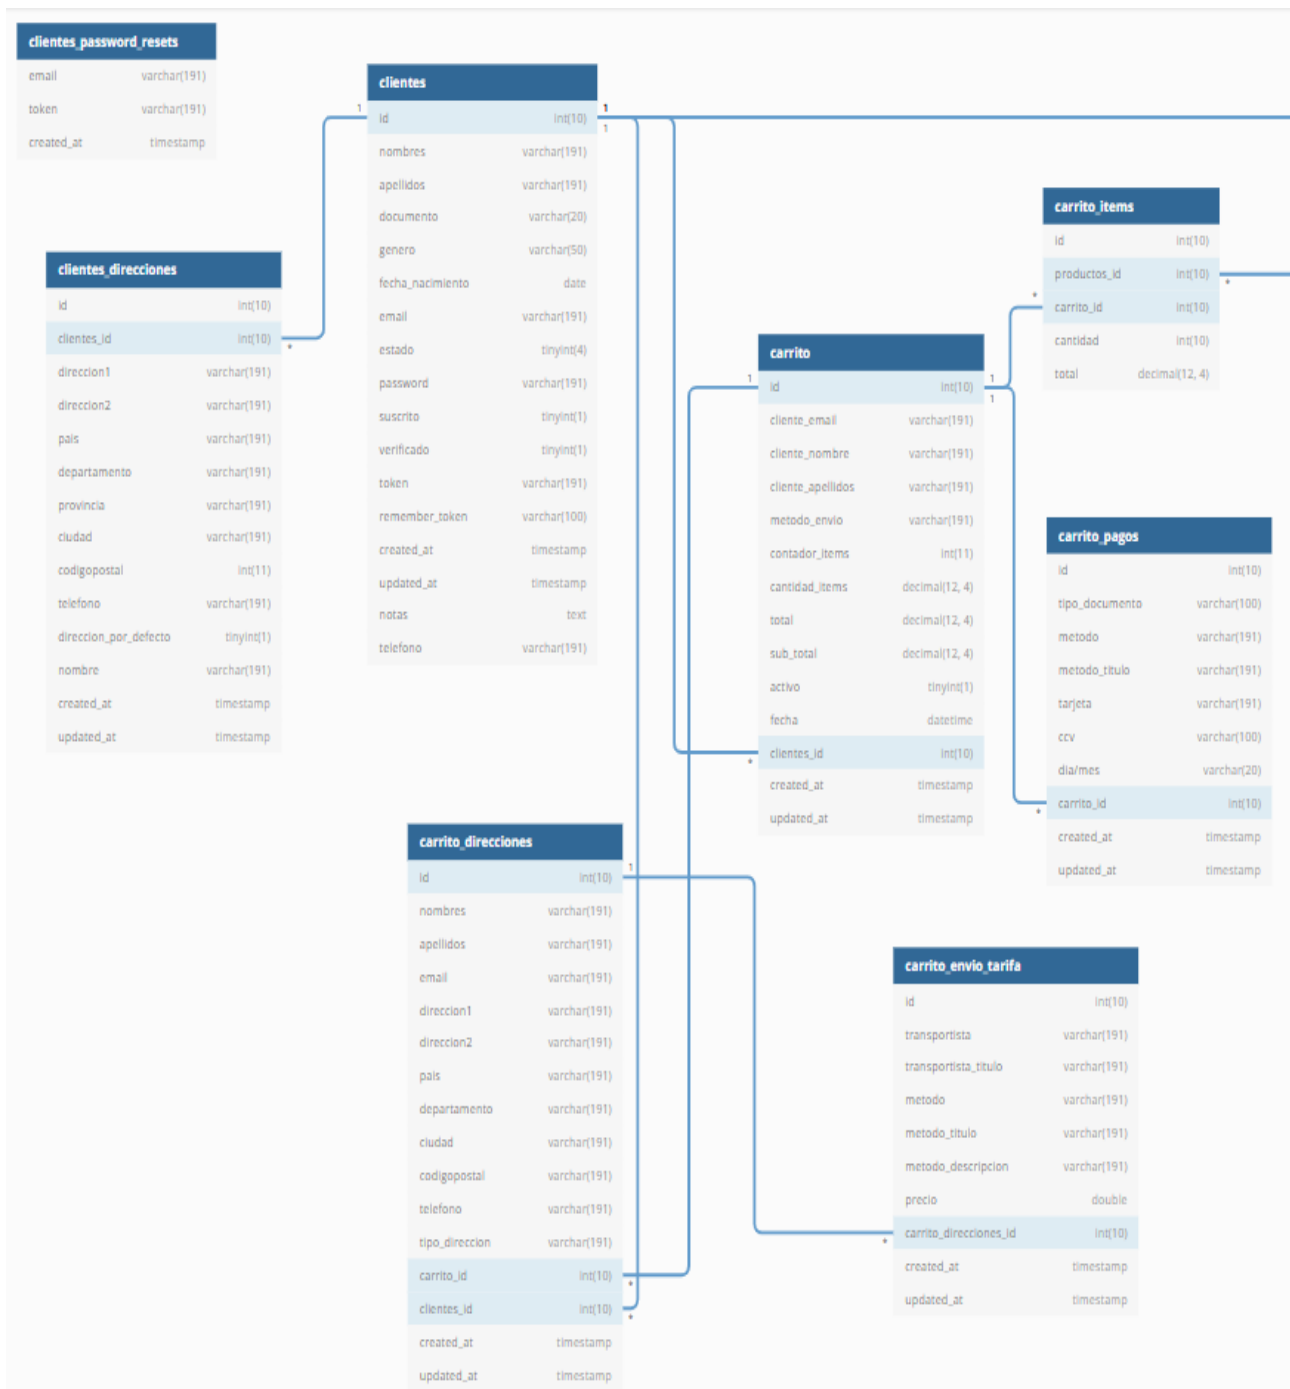 clientes_password_resets
email varchar(191)
token varchar(191)
created_at timestamp
clientes
1 id int(10) 1
1
nombres varchar(191)
apellidos varchar(191)
documento varchar(20)
genero varchar(50)
fecha_nacimiento date
email varchar(191)
estado tinyint(4)
password varchar(191)
suscrito tinyint(1)
verificado tinyint(1)
token varchar(191)
remember_token varchar(100)
created_at timestamp
updated_at timestamp
notas text
telefono varchar(191)
clientes_direcciones
id int(10)
clientes_id int(10) *
direccion1 varchar(191)
direccion2 varchar(191)
pais varchar(191)
departamento varchar(191)
provincia varchar(191)
ciudad varchar(191)
codigopostal int(11)
telefono varchar(191)
direccion_por_defecto tinyint(1)
nombre varchar(191)
created_at timestamp
updated_at timestamp
carrito_items
id int(10)
productos_id int(10) *
* carrito_id int(10)
cantidad int(10)
total decimal(12, 4)
carrito
1 id int(10) 1
1
cliente_email varchar(191)
cliente_nombre varchar(191)
cliente_apellidos varchar(191)
metodo_envio varchar(191)
contador_items int(11)
cantidad_items decimal(12, 4)
total decimal(12, 4)
sub_total decimal(12, 4)
activo tinyint(1)
fecha datetime
* clientes_id int(10)
created_at timestamp
updated_at timestamp
carrito_pagos
id int(10)
tipo_documento varchar(100)
metodo varchar(191)
metodo_titulo varchar(191)
tarjeta varchar(191)
ccv varchar(100)
dia/mes varchar(20)
* carrito_id int(10)
created_at timestamp
updated_at timestamp
carrito_direcciones
id int(10) 1
nombres varchar(191)
apellidos varchar(191)
email varchar(191)
direccion1 varchar(191)
direccion2 varchar(191)
pais varchar(191)
departamento varchar(191)
ciudad varchar(191)
codigopostal varchar(191)
telefono varchar(191)
tipo_direccion varchar(191)
carrito_id int(10) *
clientes_id int(10) *
created_at timestamp
updated_at timestamp
carrito_envio_tarifa
id int(10)
transportista varchar(191)
transportista_titulo varchar(191)
metodo varchar(191)
metodo_titulo varchar(191)
metodo_descripcion varchar(191)
precio double
* carrito_direcciones_id int(10)
created_at timestamp
updated_at timestamp